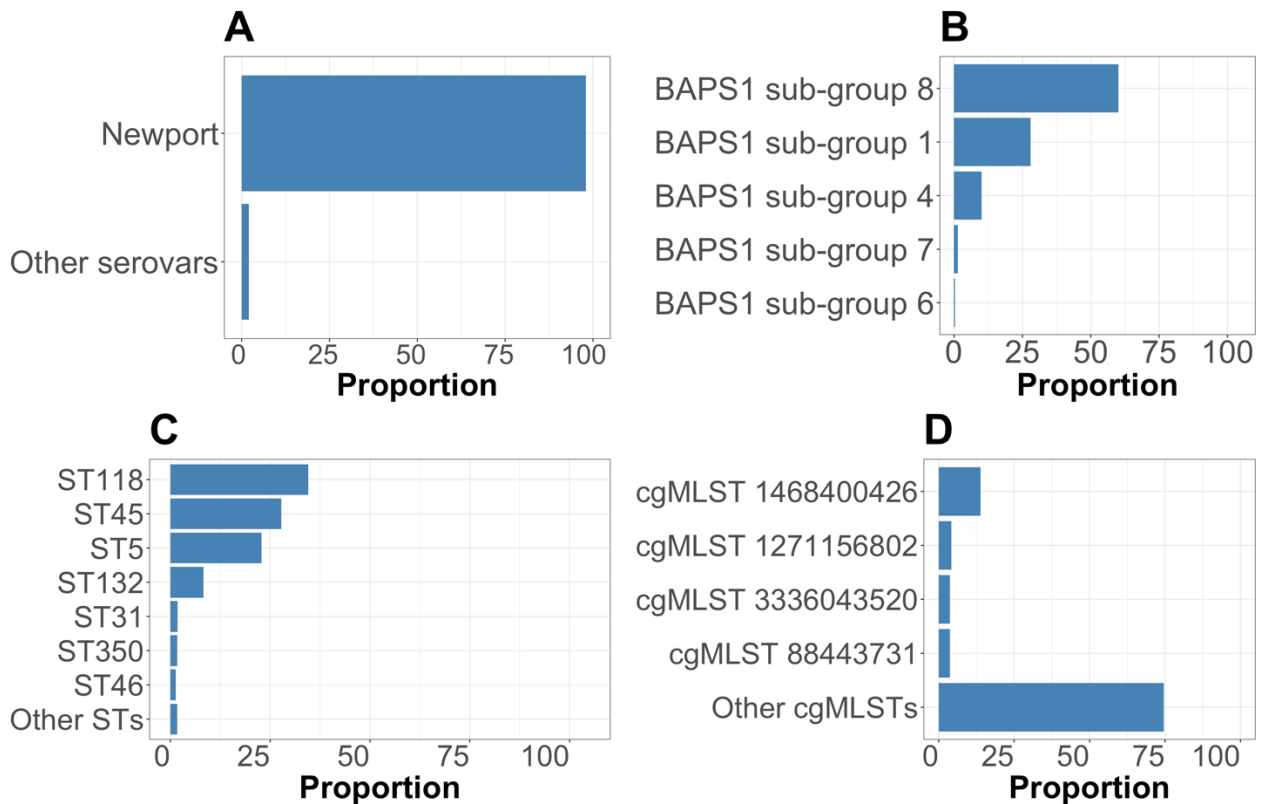 A
Newport
Other serovars
0 25 50 75 100
Proportion
B
BAPS1 sub-group 8
BAPS1 sub-group 1
BAPS1 sub-group 4
BAPS1 sub-group 7
BAPS1 sub-group 6
0 25 50 75 100
Proportion
C
ST118
ST45
ST5
ST132
ST31
ST350
ST46
Other STs
0 25 50 75 100
Proportion
D
cgMLST 1468400426
cgMLST 1271156802
cgMLST 3336043520
cgMLST 88443731
Other cgMLSTs
0 25 50 75 100
Proportion